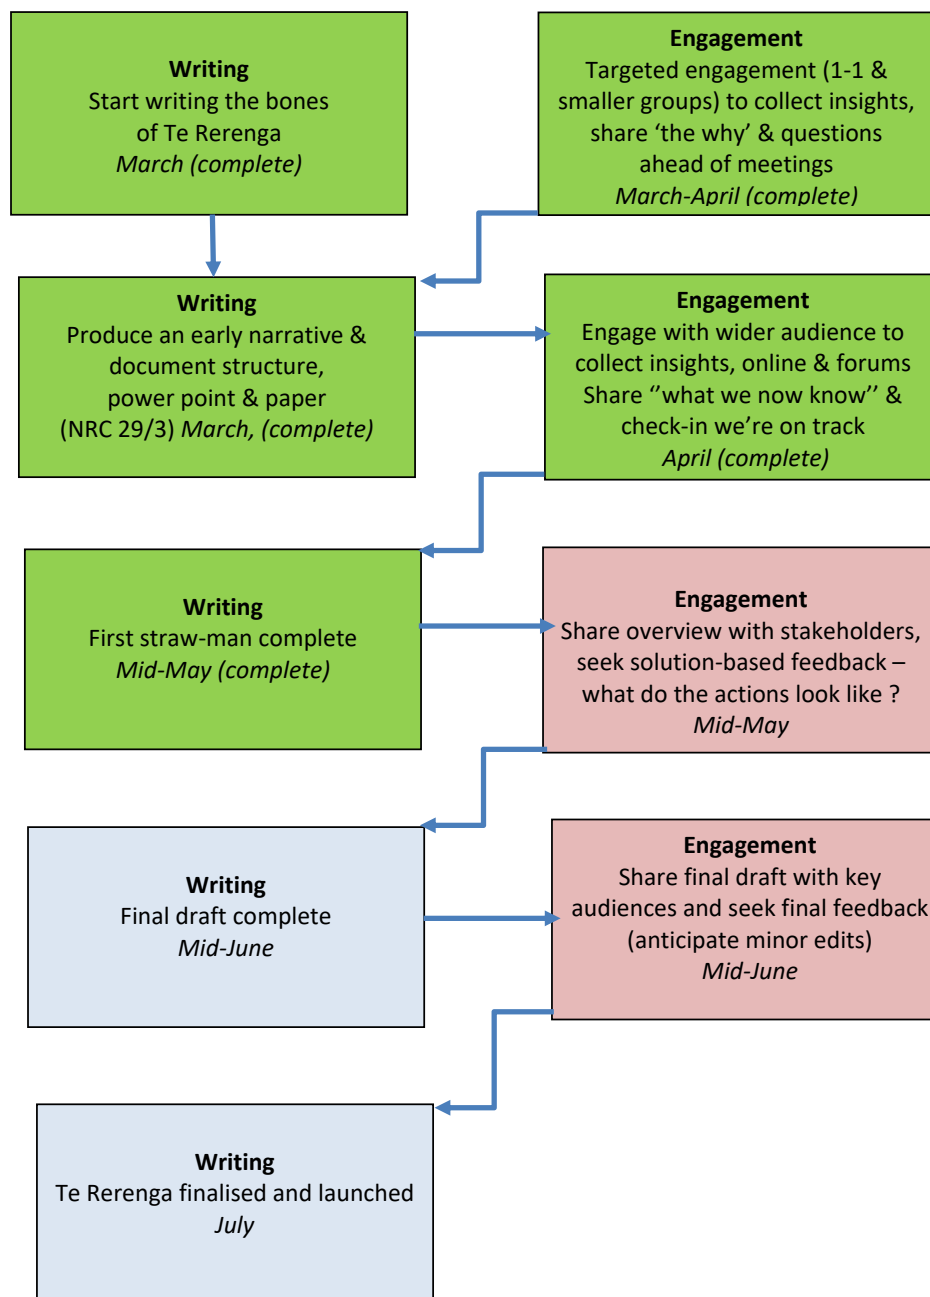 Writing
Start writing the bones
of Te Rerenga
March (complete)
Engagement
Targeted engagement (1-1 &
smaller groups) to collect insights,
share ‘the why’ & questions
ahead of meetings
March-April (complete)
Writing
Produce an early narrative &
document structure,
power point & paper
(NRC 29/3) March, (complete)
Engagement
Engage with wider audience to
collect insights, online & forums
Share ‘’what we now know’’ &
check-in we’re on track
April (complete)
Writing
First straw-man complete
Mid-May (complete)
Engagement
Share overview with stakeholders,
seek solution-based feedback –
what do the actions look like ?
Mid-May
Writing
Final draft complete
Mid-June
Engagement
Share final draft with key
audiences and seek final feedback
(anticipate minor edits)
Mid-June
Writing
Te Rerenga finalised and launched
July